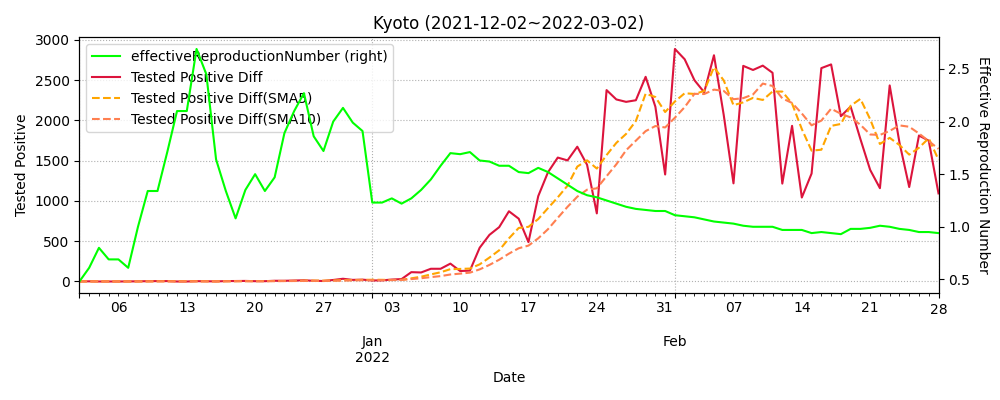 Kyoto (2021-12-02~2022-03-02)
effectiveReproductionNumber (right)
Tested Positive Diff
Tested Positive Diff(SMA5)
Tested Positive Diff(SMA10)
Tested Positive
3000
2500
2000
1500
1000
500
0
Effective Reproduction Number
2.5
2.0
1.5
1.0
0.5
06 13 20 27 03 10 17 24 31 07 14 21 28
Jan Feb
2022
Date